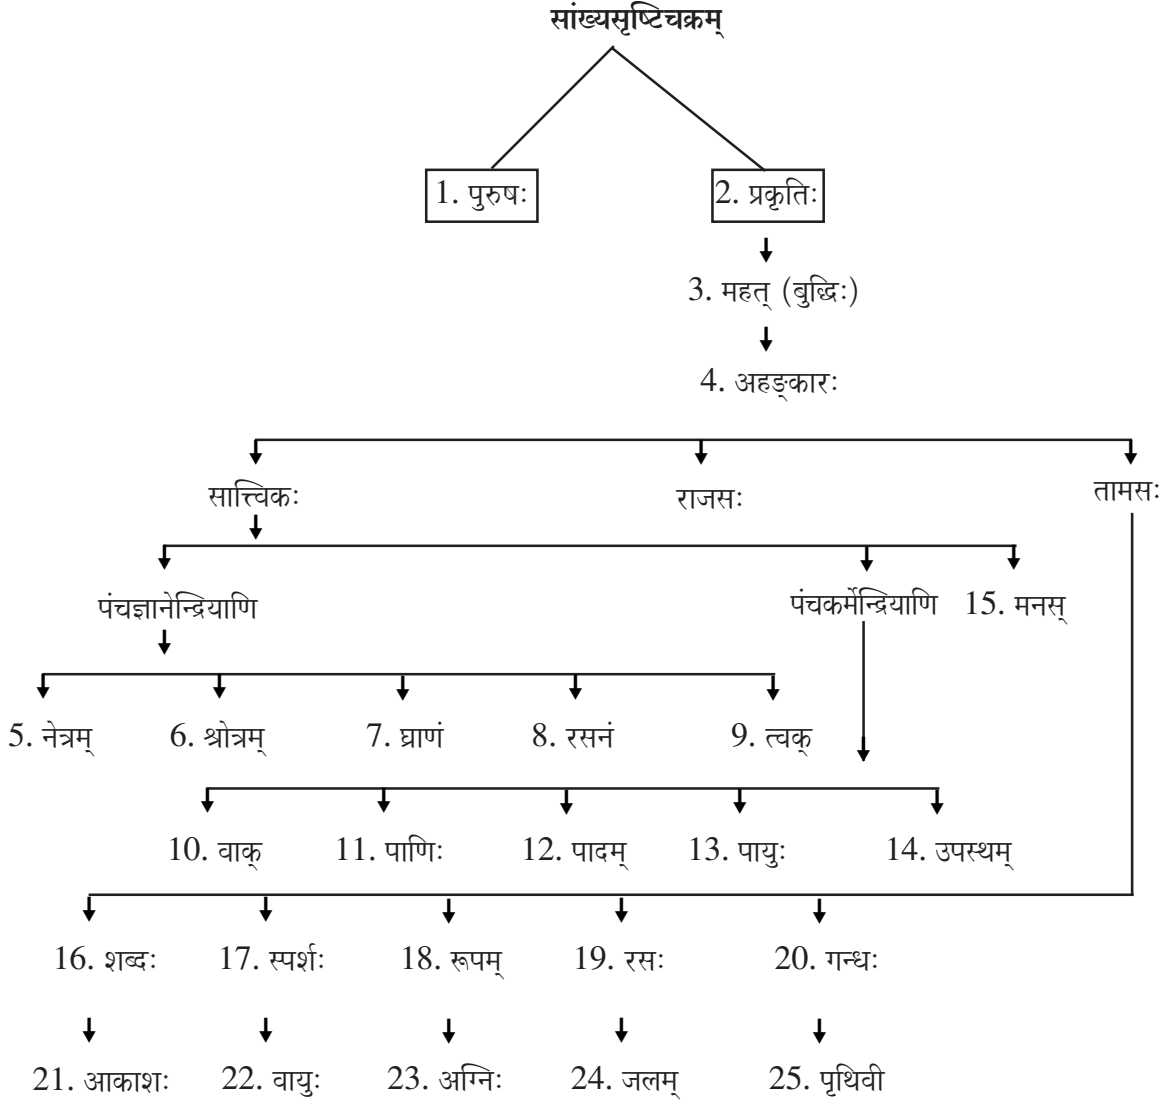 सांख्यसृष्टिचक्रम्
1. पुरुषः 2. प्रकृतिः
3. महत् (बुद्धिः)
4. अहङ्कारः
सात्त्विकः राजसः तामसः
पंचज्ञानेन्द्रियाणि पंचकर्मेन्द्रियाणि 15. मनस्
5. नेत्रम् 6. श्रोत्रम् 7. घ्राणं 8. रसनं 9. त्वक्
10. वाक् 11. पाणिः 12. पादम् 13. पायुः 14. उपस्थम्
16. शब्दः 17. स्पर्शः 18. रूपम् 19. रसः 20. गन्धः
21. आकाशः 22. वायुः 23. अग्निः 24. जलम् 25. पृथिवी